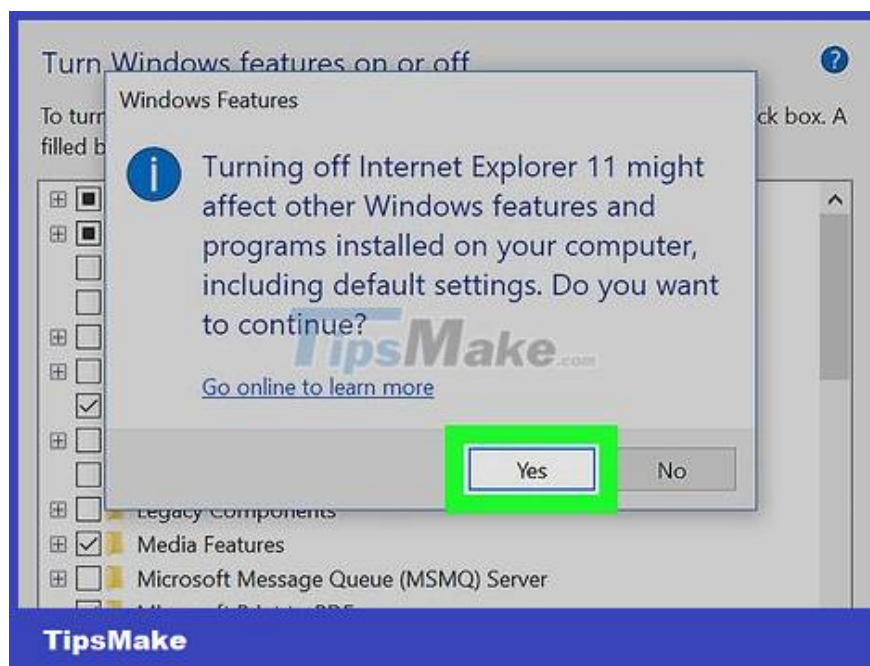 Turn Windows features on or off
?
Windows Features
To turn
ck box. A
filled b
i
Turning off Internet Explorer 11 might
affect other Windows features and
programs installed on your computer,
including default settings. Do you want
to continue?
TipsMake.com
Go online to learn more
Yes
No
Legacy Components
Media Features
Microsoft Message Queue (MSMQ) Server
TipsMake